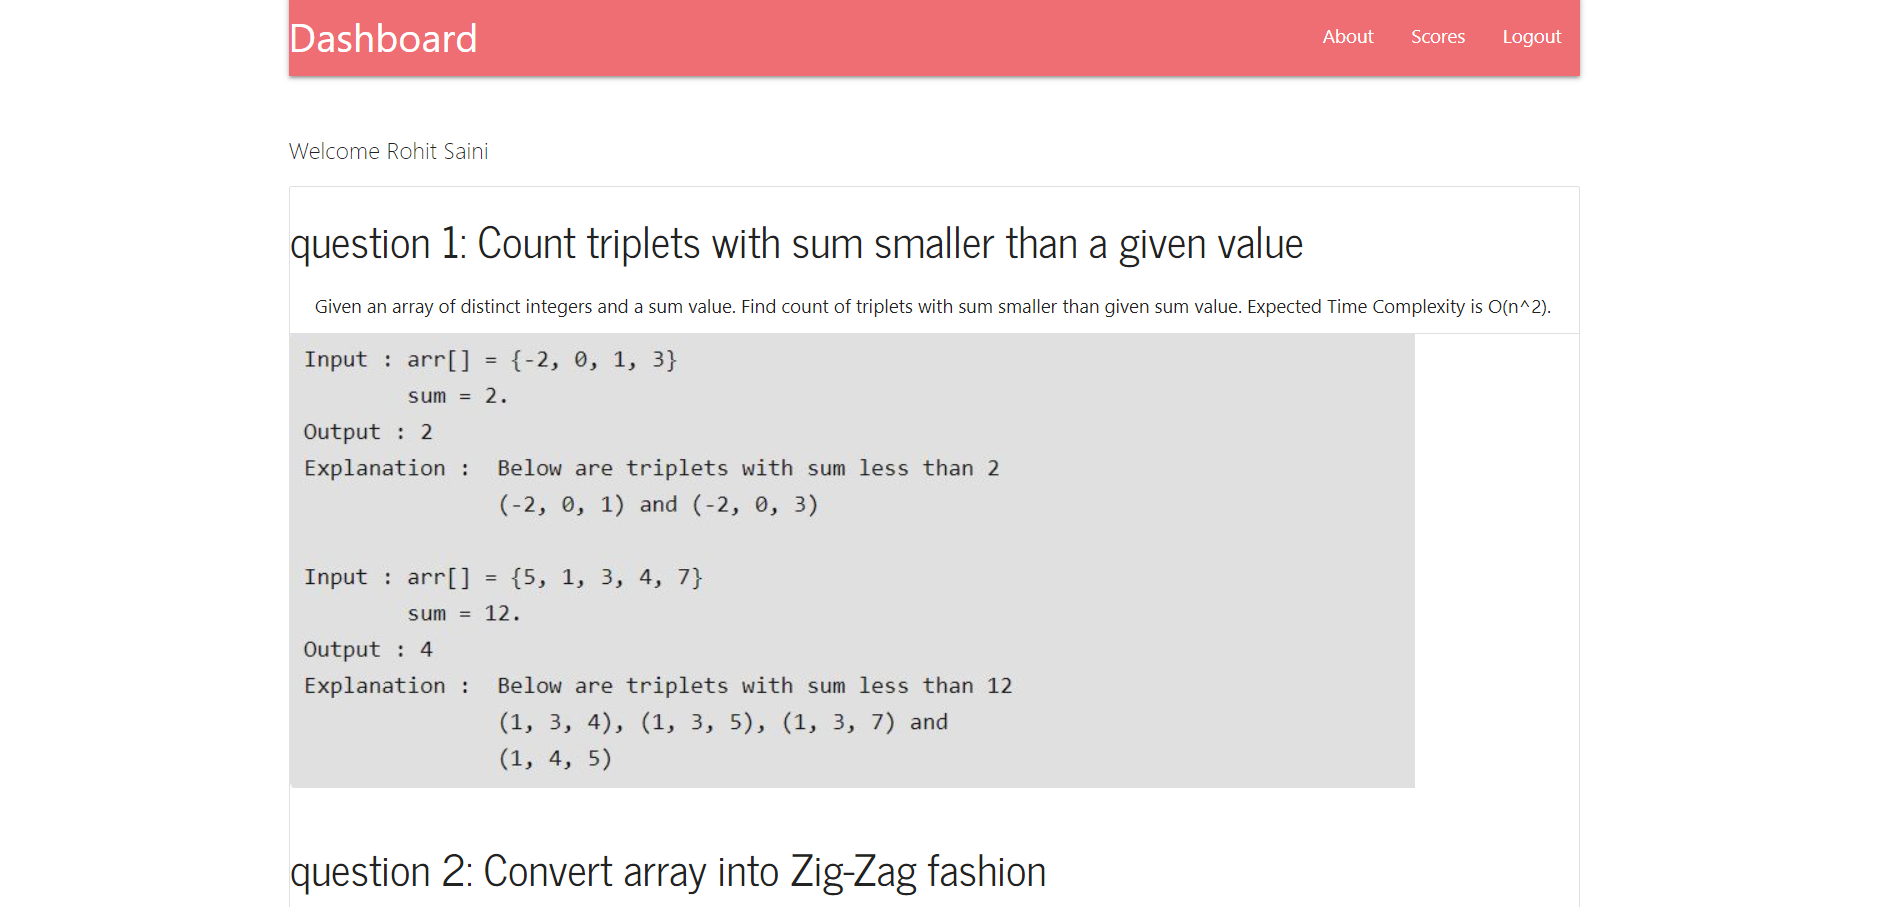 Dashboard
About Scores Logout
Welcome Rohit Saini
question 1: Count triplets with sum smaller than a given value
Given an array of distinct integers and a sum value. Find count of triplets with sum smaller than given sum value. Expected Time Complexity is O(n^2).
Input : arr[] = {-2, 0, 1, 3}
sum = 2.
Output : 2
Explanation :  Below are triplets with sum less than 2
(-2, 0, 1) and (-2, 0, 3)
Input : arr[] = {5, 1, 3, 4, 7}
sum = 12.
Output : 4
Explanation :  Below are triplets with sum less than 12
(1, 3, 4), (1, 3, 5), (1, 3, 7) and
(1, 4, 5)
question 2: Convert array into Zig-Zag fashion